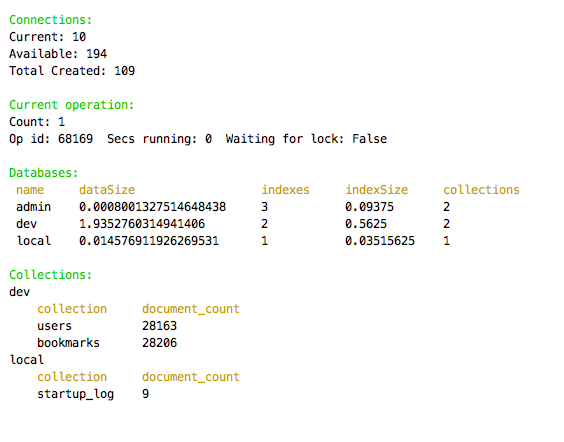 Connections:
Current: 10
Available: 194
Total Created: 109
Current operation:
Count: 1
Op id: 68169  Secs running: 0  Waiting for lock: False
Databases:
name     dataSize                  indexes     indexSize     collections
admin    0.0008001327514648438     3           0.09375       2
dev      1.9352760314941406        2           0.5625        2
local    0.014576911926269531      1           0.03515625    1
Collections:
dev
collection     document_count
users          28163
bookmarks      28206
local
collection     document_count
startup_log    9